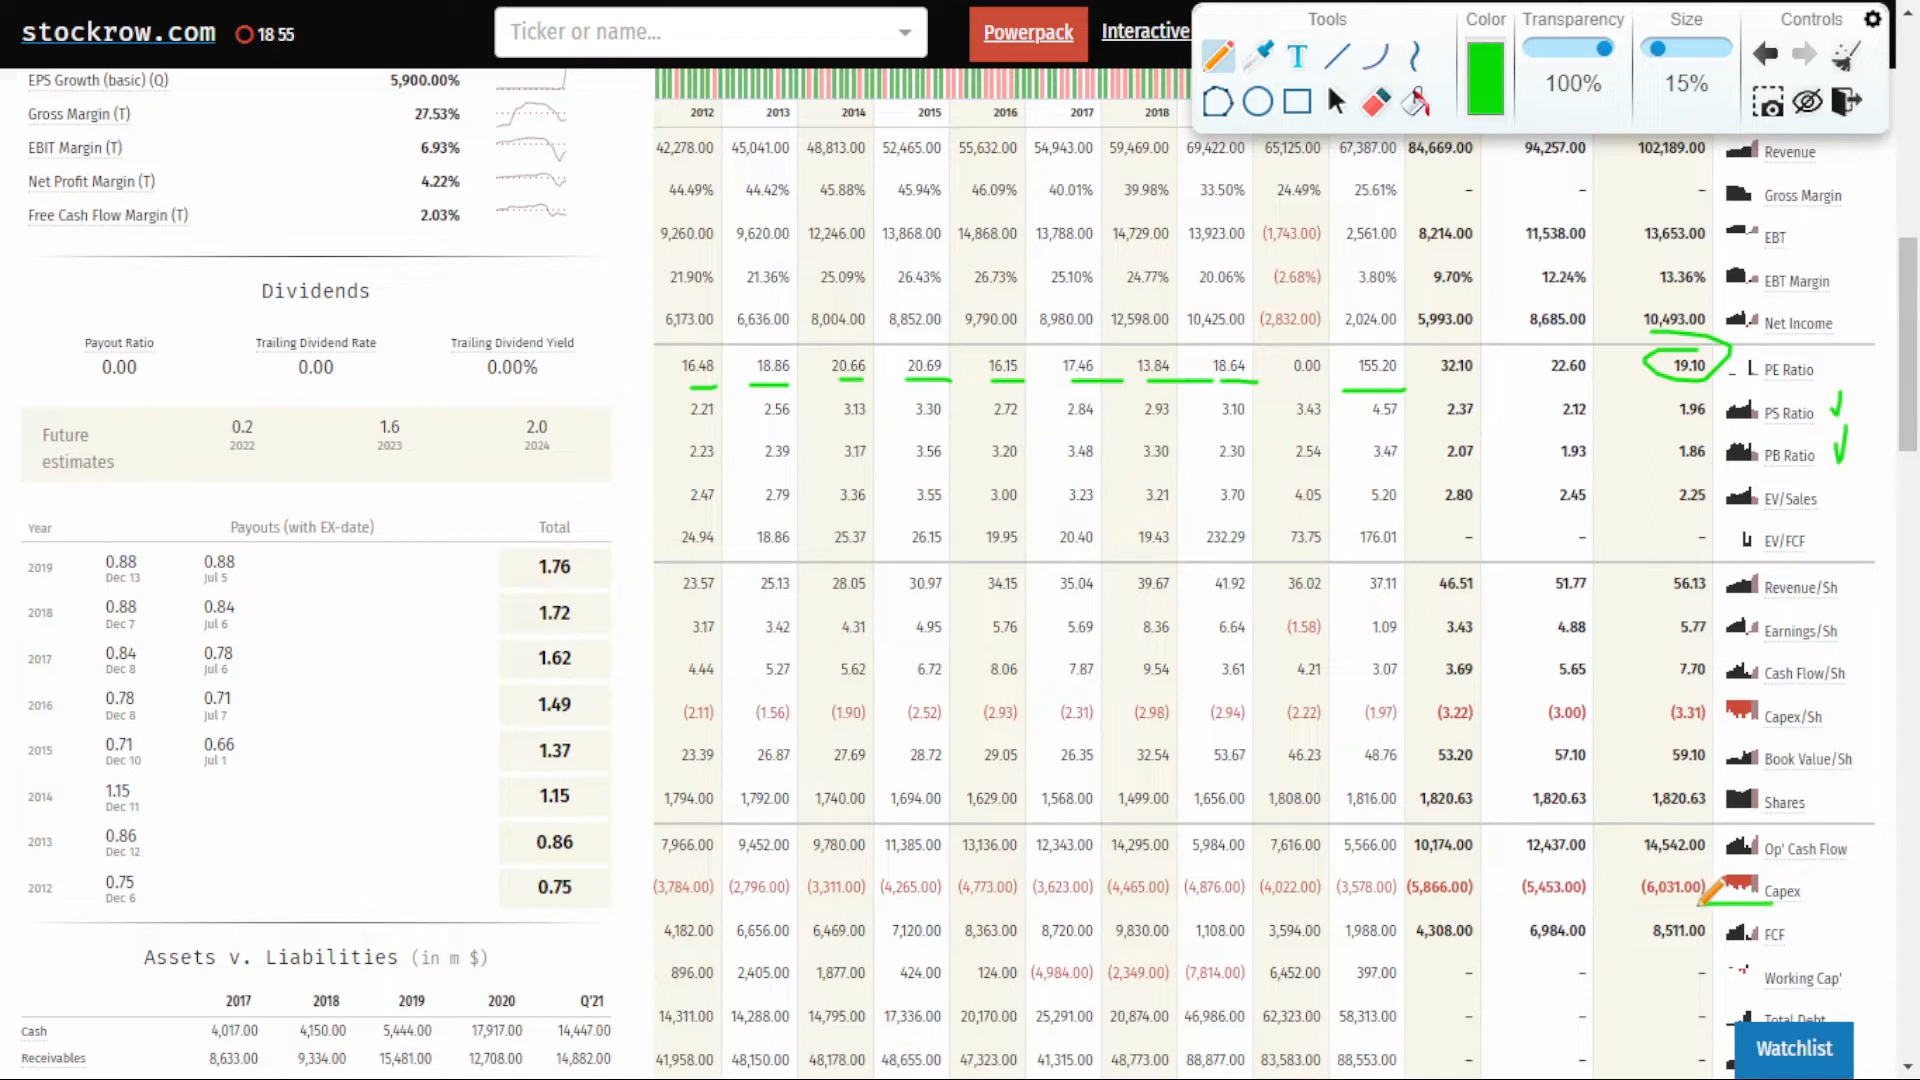 stockrow.com 18 55 Ticker or name... Powerpack Interactive
Tools Color Transparency Size Controls
100% 15%
EPS Growth (basic) (Q) 5,900.00%
Gross Margin (T) 27.53%
EBIT Margin (T) 6.93%
Net Profit Margin (T) 4.22%
Free Cash Flow Margin (T) 2.03%
Dividends
Payout Ratio Trailing Dividend Rate Trailing Dividend Yield
0.00 0.00 0.00%
Future estimates
0.2 1.6 2.0
2022 2023 2024
Year Payouts (with EX-date) Total
2019 0.88 0.88 1.76
Dec 13 Jul 5
2018 0.88 0.84 1.72
Dec 7 Jul 6
2017 0.84 0.78 1.62
Dec 8 Jul 6
2016 0.78 0.71 1.49
Dec 8 Jul 7
2015 0.71 0.66 1.37
Dec 10 Jul 1
2014 1.15 1.15
Dec 11
2013 0.86 0.86
Dec 12
2012 0.75 0.75
Dec 6
Assets v. Liabilities (in m $)
2017 2018 2019 2020 Q'21
Cash 4,017.00 4,150.00 5,444.00 17,917.00 14,447.00
Receivables 8,633.00 9,334.00 15,481.00 12,708.00 14,882.00
2012 2013 2014 2015 2016 2017 2018
42,278.00 45,041.00 48,813.00 52,465.00 55,632.00 54,943.00 59,469.00 69,422.00 65,125.00 67,387.00 84,669.00 94,257.00 102,189.00 Revenue
44.49% 44.42% 45.88% 45.94% 46.09% 40.01% 39.98% 33.50% 24.49% 25.61% – – – Gross Margin
9,260.00 9,620.00 12,246.00 13,868.00 14,868.00 13,788.00 14,729.00 13,923.00 (1,743.00) 2,561.00 8,214.00 11,538.00 13,653.00 EBT
21.90% 21.36% 25.09% 26.43% 26.73% 25.10% 24.77% 20.06% (2.68%) 3.80% 9.70% 12.24% 13.36% EBT Margin
6,173.00 6,636.00 8,004.00 8,852.00 9,790.00 8,980.00 12,598.00 10,425.00 (2,832.00) 2,024.00 5,993.00 8,685.00 10,493.00 Net Income
16.48 18.86 20.66 20.69 16.15 17.46 13.84 18.64 0.00 155.20 32.10 22.60 19.10 PE Ratio
2.21 2.56 3.13 3.30 2.72 2.84 2.93 3.10 3.43 4.57 2.37 2.12 1.96 PS Ratio
2.23 2.39 3.17 3.56 3.20 3.48 3.30 2.30 2.54 3.47 2.07 1.93 1.86 PB Ratio
2.47 2.79 3.36 3.55 3.00 3.23 3.21 3.70 4.05 5.20 2.80 2.45 2.25 EV/Sales
24.94 18.86 25.37 26.15 19.95 20.40 19.43 232.29 73.75 176.01 – – – EV/FCF
23.57 25.13 28.05 30.97 34.15 35.04 39.67 41.92 36.02 37.11 46.51 51.77 56.13 Revenue/Sh
3.17 3.42 4.31 4.95 5.76 5.69 8.36 6.64 (1.58) 1.09 3.43 4.88 5.77 Earnings/Sh
4.44 5.27 5.62 6.72 8.06 7.87 9.54 3.61 4.21 3.07 3.69 5.65 7.70 Cash Flow/Sh
(2.11) (1.56) (1.90) (2.52) (2.93) (2.31) (2.98) (2.94) (2.22) (1.97) (3.22) (3.00) (3.31) Capex/Sh
23.39 26.87 27.69 28.72 29.05 26.35 32.54 53.67 46.23 48.76 53.20 57.10 59.10 Book Value/Sh
1,794.00 1,792.00 1,740.00 1,694.00 1,629.00 1,568.00 1,499.00 1,656.00 1,808.00 1,816.00 1,820.63 1,820.63 1,820.63 Shares
7,966.00 9,452.00 9,780.00 11,385.00 13,136.00 12,343.00 14,295.00 5,984.00 7,616.00 5,566.00 10,174.00 12,437.00 14,542.00 Op' Cash Flow
(3,784.00) (2,796.00) (3,311.00) (4,265.00) (4,773.00) (3,623.00) (4,465.00) (4,876.00) (4,022.00) (3,578.00) (5,866.00) (5,453.00) (6,031.00) Capex
4,182.00 6,656.00 6,469.00 7,120.00 8,363.00 8,720.00 9,830.00 1,108.00 3,594.00 1,988.00 4,308.00 6,984.00 8,511.00 FCF
896.00 2,405.00 1,877.00 424.00 124.00 (4,984.00) (2,349.00) (7,814.00) 6,452.00 397.00 – – – Working Cap'
14,311.00 14,288.00 14,795.00 17,336.00 20,170.00 25,291.00 20,874.00 46,986.00 62,323.00 58,313.00 – – – Total Debt
41,958.00 48,150.00 48,178.00 48,655.00 47,323.00 41,315.00 48,773.00 88,877.00 83,583.00 88,553.00 – – –
Watchlist